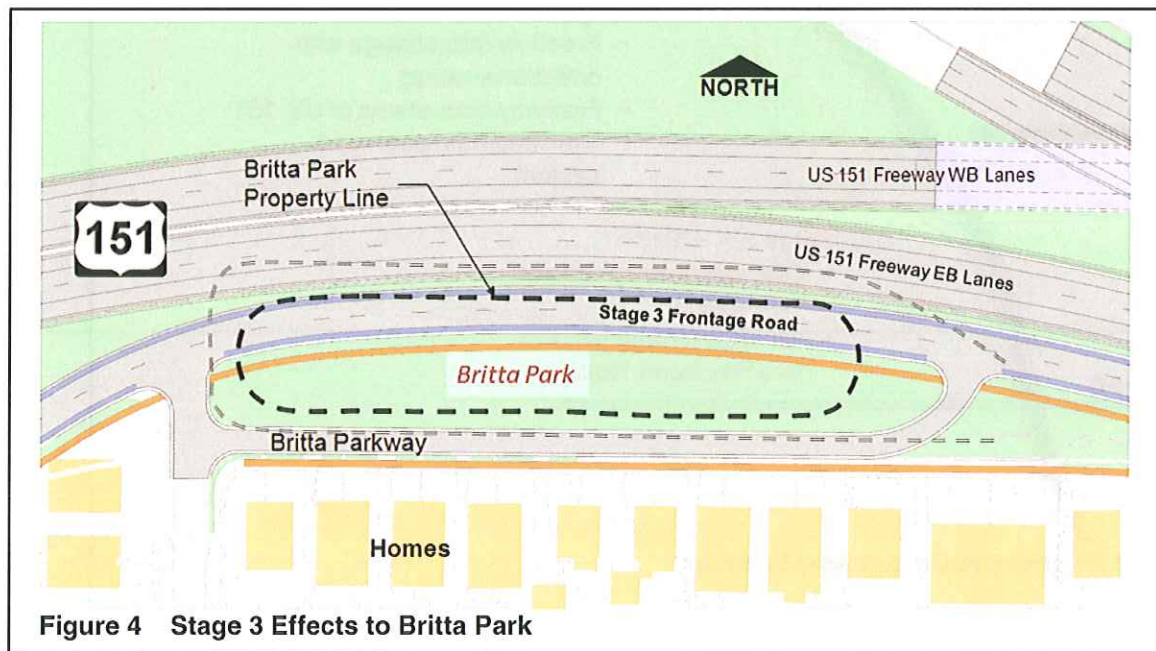 NORTH
Britta Park
Property Line
US 151 Freeway WB Lanes
151
US 151 Freeway EB Lanes
Stage 3 Frontage Road
Britta Park
Britta Parkway
Homes
Figure 4 Stage 3 Effects to Britta Park